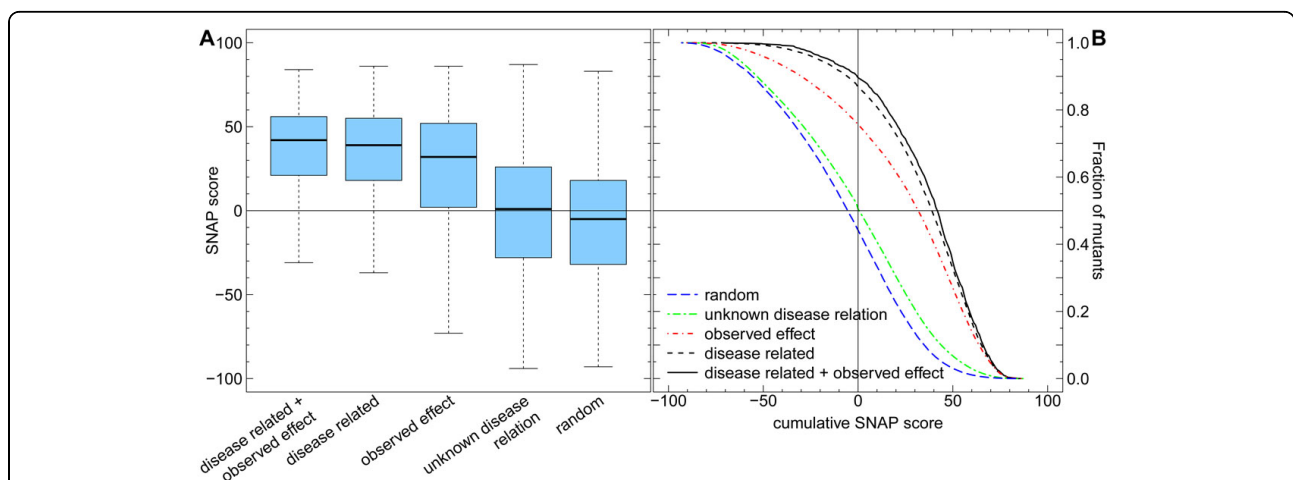 A
100
50
0
−50
−100
SNAP score
disease related +
observed effect
disease related
observed effect
unknown disease
relation
random
B
1.0
0.8
0.6
0.4
0.2
0.0
Fraction of mutants
random
unknown disease relation
observed effect
disease related
disease related + observed effect
−100
−50
0
50
100
cumulative SNAP score